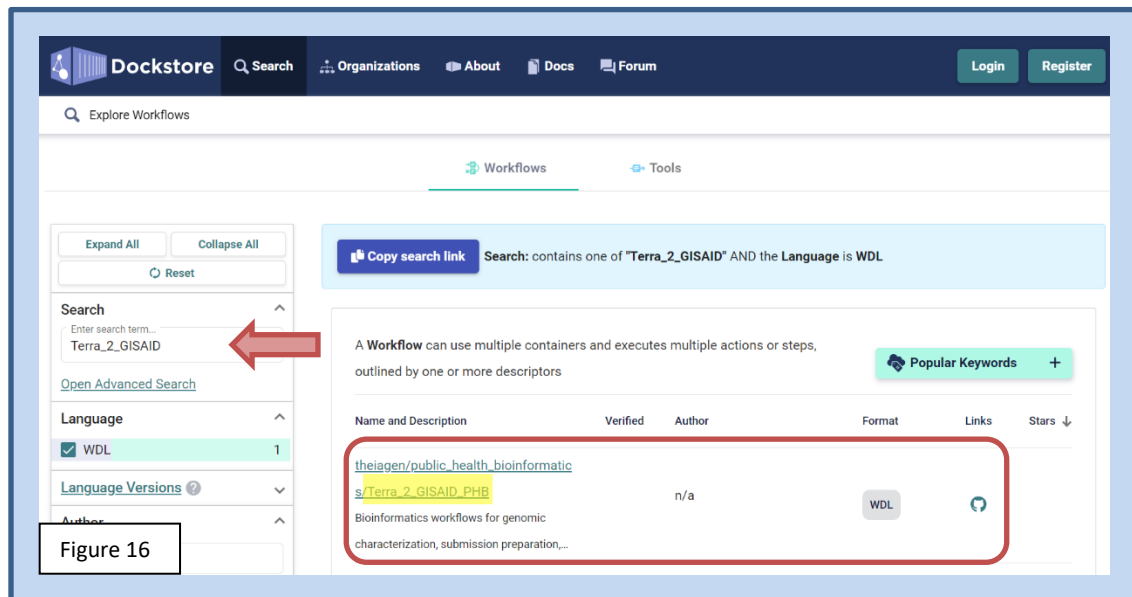 Dockstore Search Organizations About Docs Forum Login Register
Explore Workflows
Workflows Tools
Expand All Collapse All
Reset
Copy search link Search: contains one of "Terra_2_GISAID" AND the Language is WDL
Search
Enter search term...
Terra_2_GISAID
Open Advanced Search
Language
WDL 1
Language Versions
Author
A Workflow can use multiple containers and executes multiple actions or steps,
outlined by one or more descriptors
Popular Keywords +
Name and Description Verified Author Format Links Stars
theiagen/public_health_bioinformatic
s/Terra_2_GISAID_PHB
n/a WDL
Bioinformatics workflows for genomic
characterization, submission preparation,...
Figure 16